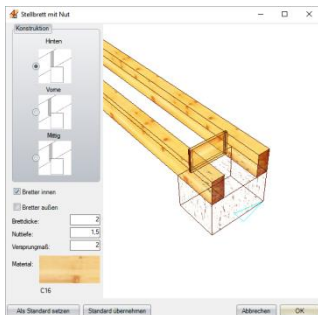 Stellbrett mit Nut
Konstruktion
Hinten
Vorne
Mittig
Bretter innen
Bretter außen
Brettdicke: 2
Nuttiefe: 1,5
Versprungmaß: 2
Material:
C16
Als Standard setzen Standard übernehmen Abbrechen OK